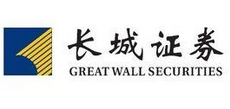 长城证券
GREAT WALL SECURITIES